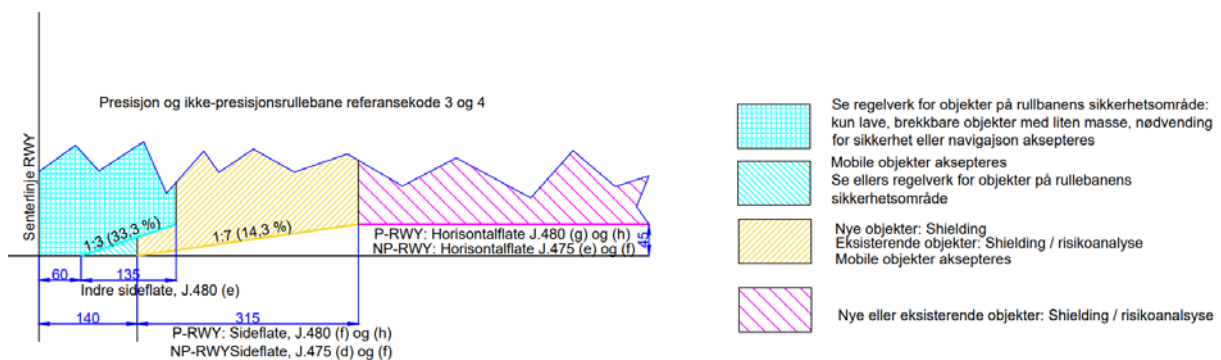 Presisjon og ikke-presisjonsrullebane referansekode 3 og 4
Senterlinje RWY
1:3 (33,3 %)
1:7 (14,3 %)
P-RWY: Horisontalflate J.480 (g) og (h)
NP-RWY: Horisontalflate J.475 (e) og (f)
45
60
135
Indre sideflate, J.480 (e)
140
315
P-RWY: Sideflate, J.480 (f) og (h)
NP-RWYSideflate, J.475 (d) og (f)
Se regelverk for objekter på rullbanens sikkerhetsområde:
kun lave, brekkbare objekter med liten masse, nødvending
for sikkerhet eller navigajson aksepteres
Mobile objekter aksepteres
Se ellers regelverk for objekter på rullebanens
sikkerhetsområde
Nye objekter: Shielding
Eksisterende objekter: Shielding / risikoanalyse
Mobile objekter aksepteres
Nye eller eksisterende objekter: Shielding / risikoanalsyse